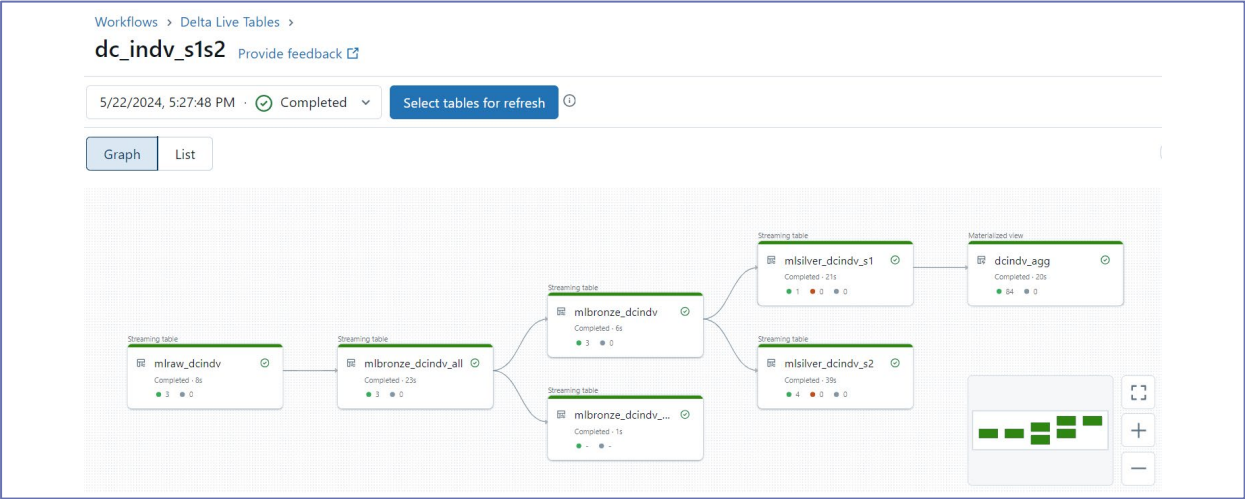 Workflows > Delta Live Tables >
dc_indv_s1s2 Provide feedback
5/22/2024, 5:27:48 PM · Completed
Select tables for refresh
Graph List
Streaming table
mlraw_dcindv
Completed · 8s
3 0
Streaming table
mlbronze_dcindv_all
Completed · 23s
3 0
Streaming table
mlbronze_dcindv
Completed · 6s
3 0
Streaming table
mlbronze_dcindv_...
Completed · 1s
- -
Streaming table
mlsilver_dcindv_s1
Completed · 21s
1 0 0
Streaming table
mlsilver_dcindv_s2
Completed · 39s
4 0 0
Materialized view
dcindv_agg
Completed · 20s
84 0